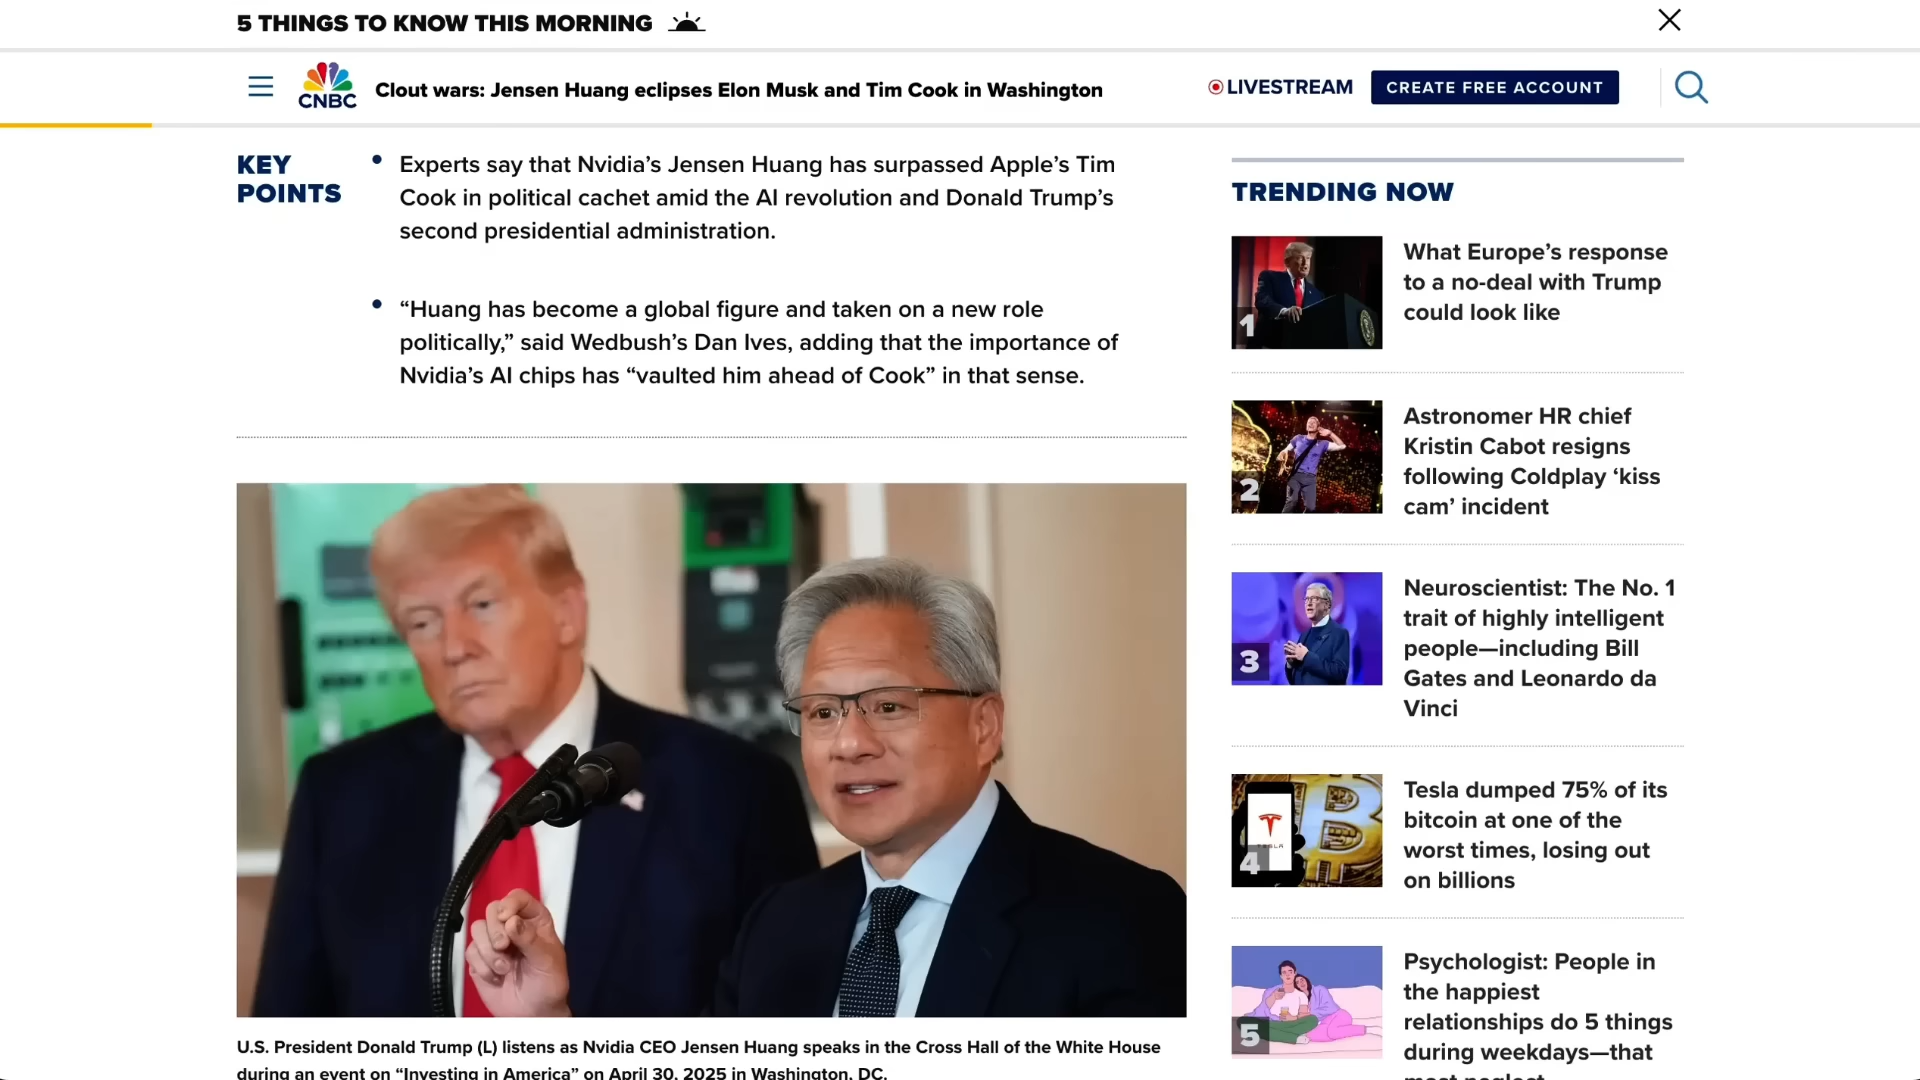 5 THINGS TO KNOW THIS MORNING
CNBC
Clout wars: Jensen Huang eclipses Elon Musk and Tim Cook in Washington
LIVESTREAM
CREATE FREE ACCOUNT
KEY
POINTS
Experts say that Nvidia’s Jensen Huang has surpassed Apple’s Tim
Cook in political cachet amid the AI revolution and Donald Trump’s
second presidential administration.
“Huang has become a global figure and taken on a new role
politically,” said Wedbush’s Dan Ives, adding that the importance of
Nvidia’s AI chips has “vaulted him ahead of Cook” in that sense.
U.S. President Donald Trump (L) listens as Nvidia CEO Jensen Huang speaks in the Cross Hall of the White House
during an event on “Investing in America” on April 30, 2025 in Washington, DC.
TRENDING NOW
1
What Europe’s response
to a no-deal with Trump
could look like
2
Astronomer HR chief
Kristin Cabot resigns
following Coldplay ‘kiss
cam’ incident
3
Neuroscientist: The No. 1
trait of highly intelligent
people—including Bill
Gates and Leonardo da
Vinci
TESLA
4
Tesla dumped 75% of its
bitcoin at one of the
worst times, losing out
on billions
5
Psychologist: People in
the happiest
relationships do 5 things
during weekdays—that
most neglect